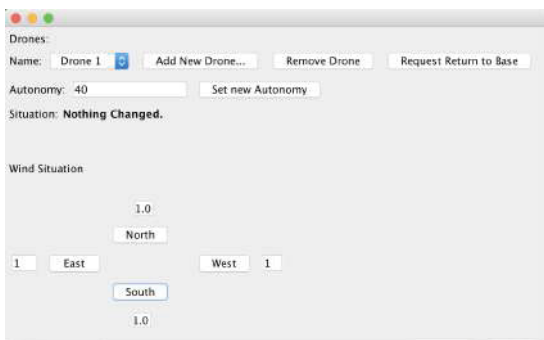 Drones:
Name: Drone 1 Add New Drone... Remove Drone Request Return to Base
Autonomy: 40 Set new Autonomy
Situation: Nothing Changed.
Wind Situation
1.0
North
1 East West 1
South
1.0